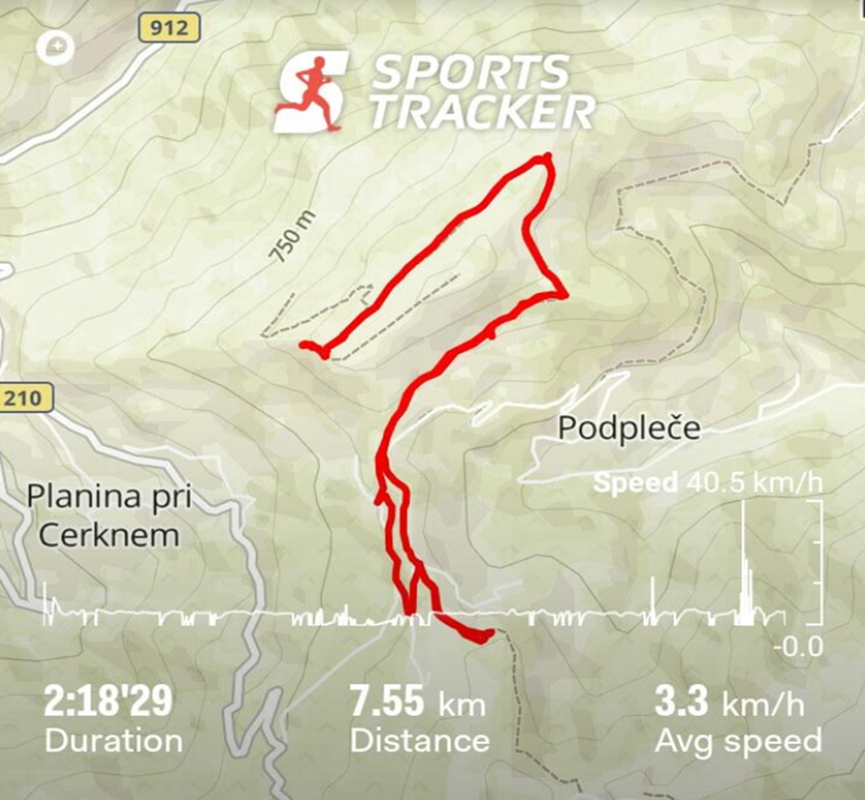 912
SPORTS
TRACKER
750 m
210
Podpleče
Planina pri
Cerknem
Speed 40.5 km/h
-0.0
2:18'29
Duration
7.55 km
Distance
3.3 km/h
Avg speed